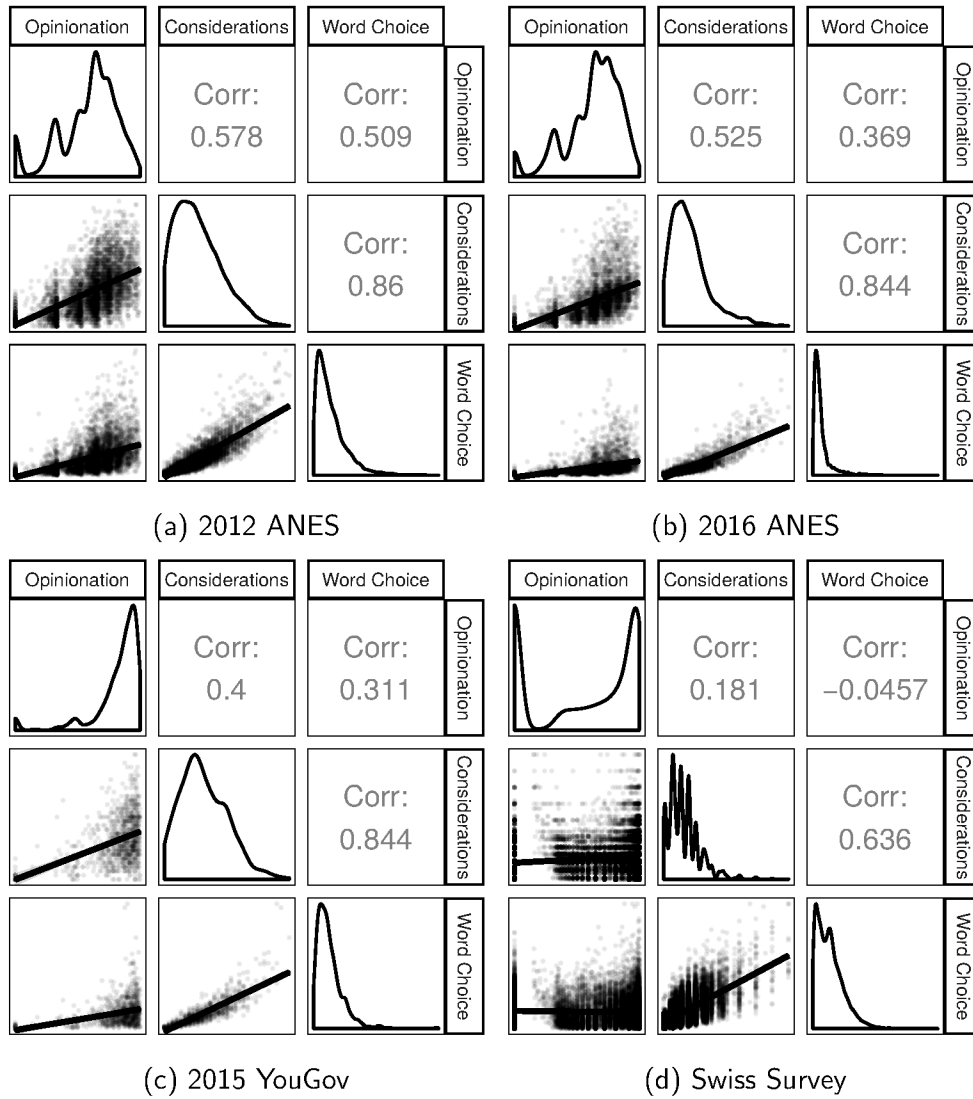 Opinionation Considerations Word Choice
Corr:
0.578
Corr:
0.509
Opinionation
Corr:
0.86
Considerations
Word Choice
(a) 2012 ANES
Opinionation Considerations Word Choice
Corr:
0.525
Corr:
0.369
Opinionation
Corr:
0.844
Considerations
Word Choice
(b) 2016 ANES
Opinionation Considerations Word Choice
Corr:
0.4
Corr:
0.311
Opinionation
Corr:
0.844
Considerations
Word Choice
(c) 2015 YouGov
Opinionation Considerations Word Choice
Corr:
0.181
Corr:
−0.0457
Opinionation
Corr:
0.636
Considerations
Word Choice
(d) Swiss Survey